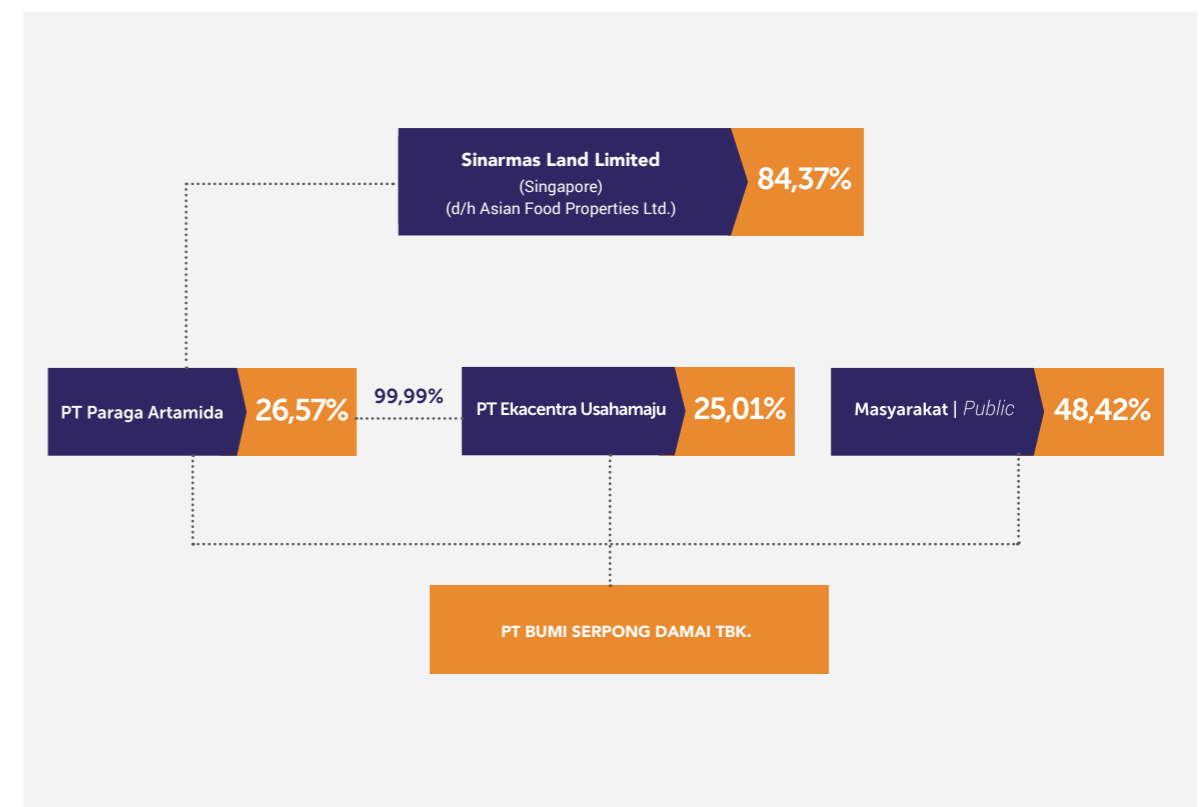 Sinarmas Land Limited
(Singapore)
(d/h Asian Food Properties Ltd.)
84,37%
PT Paraga Artamida
26,57%
99,99%
PT Ekacentra Usahamaju
25,01%
Masyarakat | Public
48,42%
PT BUMI SERPONG DAMAI TBK.